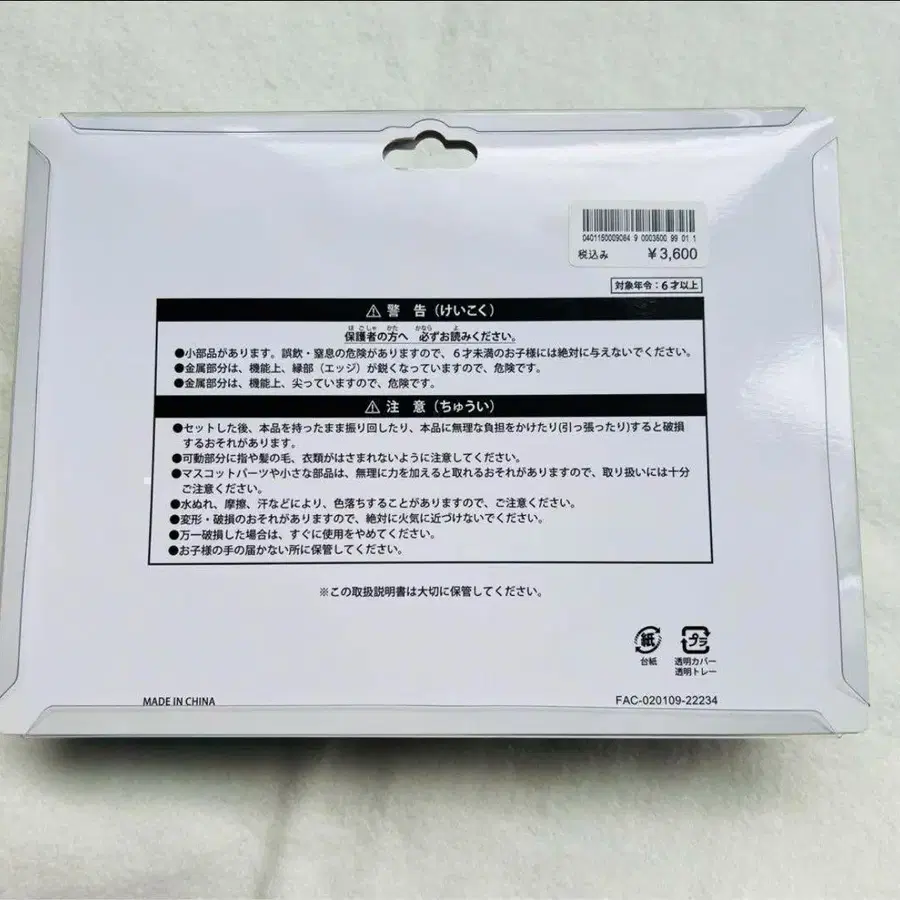 0401150009084 9 0003600 99 01 1
税込み ¥3,600
対象年令：6才以上
⚠ 警 告（けいこく）
保護者の方へ 必ずお読みください。
●小部品があります。誤飲・窒息の危険がありますので、6才未満のお子様には絶対に与えないでください。
●金属部分は、機能上、縁部（エッジ）が鋭くなっていますので、危険です。
●金属部分は、機能上、尖っていますので、危険です。
⚠ 注 意（ちゅうい）
●セットした後、本品を持ったまま振り回したり、本品に無理な負担をかけたり(引っ張ったり)すると破損
するおそれがあります。
●可動部分に指や髪の毛、衣類がはさまれないように注意してください。
●マスコットパーツや小さな部品は、無理に力を加えると取れるおそれがありますので、取り扱いには十分
ご注意ください。
●水ぬれ、摩擦、汗などにより、色落ちすることがありますので、ご注意ください。
●変形・破損のおそれがありますので、絶対に火気に近づけないでください。
●万一破損した場合は、すぐに使用をやめてください。
●お子様の手の届かない所に保管してください。
※この取扱説明書は大切に保管してください。
紙 プラ
台紙 透明カバー
透明トレー
MADE IN CHINA FAC-020109-22234